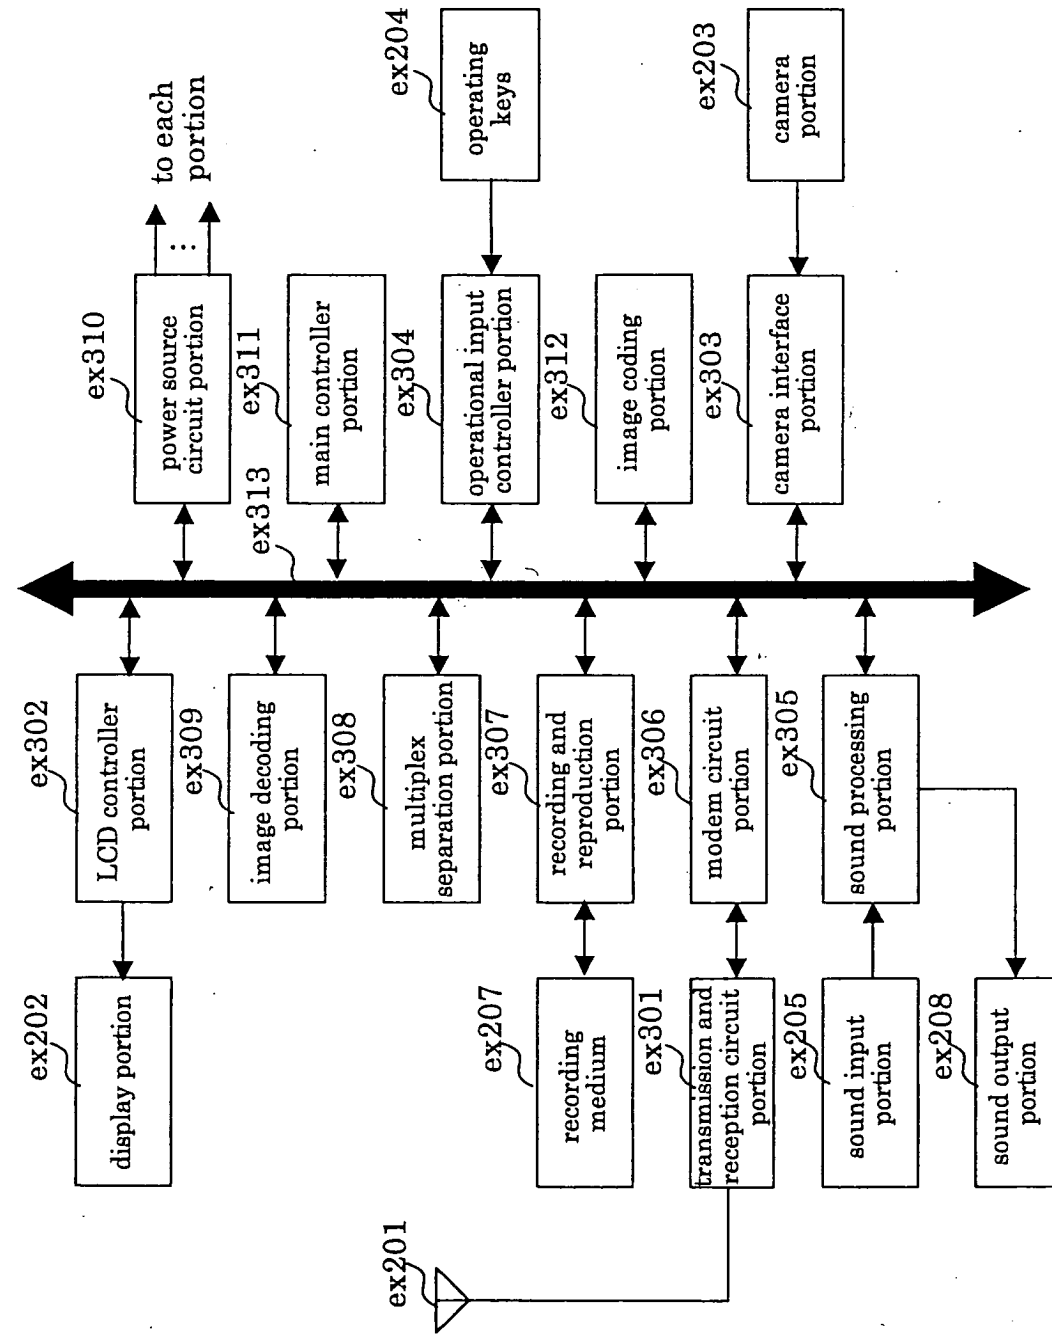 ex202
display portion
ex302
LCD controller
portion
ex310
power source
circuit portion
to each
portion
...
ex309
image decoding
portion
ex313
ex311
main controller
portion
ex201
ex308
multiplex
separation portion
ex304
operational input
controller portion
ex204
operating
keys
ex207
recording
medium
ex307
recording and
reproduction
portion
ex312
image coding
portion
ex301
transmission and
reception circuit
portion
ex306
modem circuit
portion
ex303
camera interface
portion
ex203
camera
portion
ex205
sound input
portion
ex305
sound processing
portion
ex208
sound output
portion